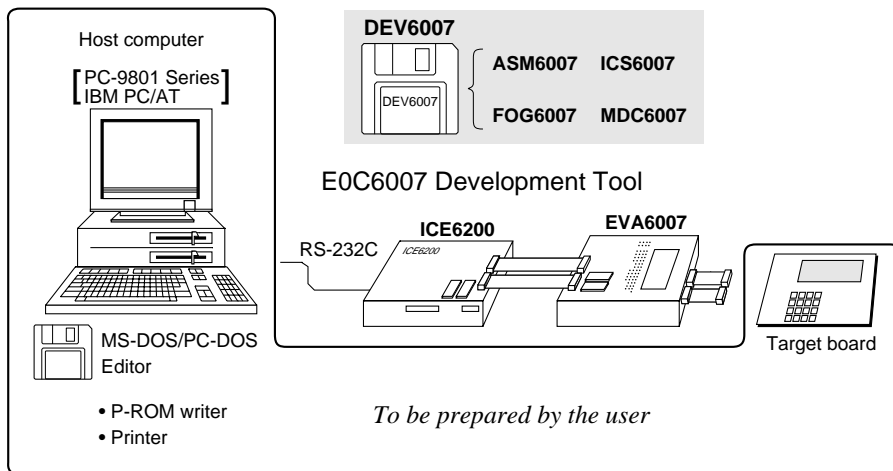 Host computer
[PC-9801 Series
IBM PC/AT]
DEV6007
DEV6007
ASM6007 ICS6007
FOG6007 MDC6007
E0C6007 Development Tool
RS-232C
ICE6200
ICE6200
EVA6007
Target board
MS-DOS/PC-DOS
Editor
• P-ROM writer
• Printer
To be prepared by the user